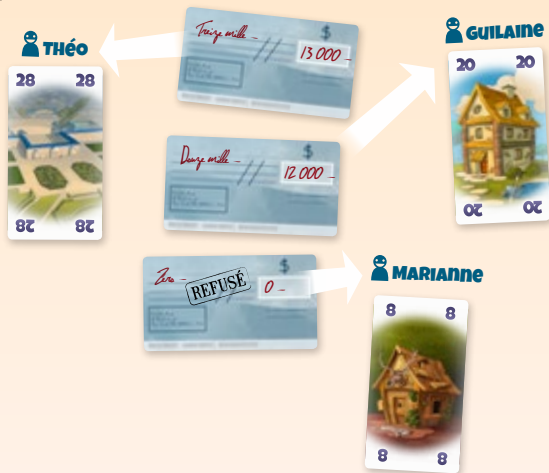 THÉO
28 28
28 28
Treize mille –
$
13 000 –
GUILAINE
20 20
20 20
Douze mille –
$
12 000 –
Zero –
REFUSÉ
$
0 –
MARIANNE
8 8
8 8